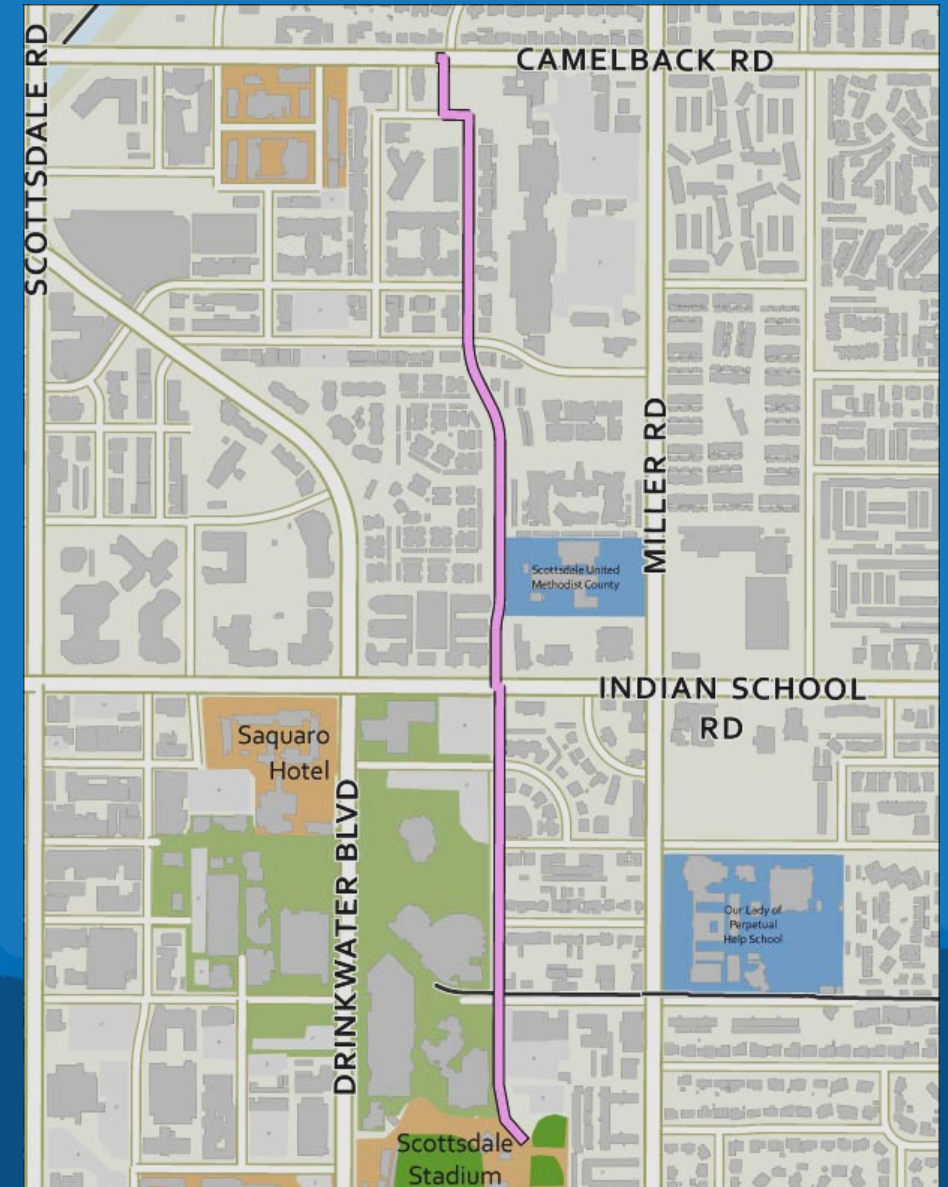 SCOTTSDALE RD
CAMELBACK RD
MILLER RD
Scottsdale United
Methodist County
INDIAN SCHOOL
RD
Saquaro
Hotel
DRINKWATER BLVD
Our Lady of
Perpetual
Help School
Scottsdale
Stadium